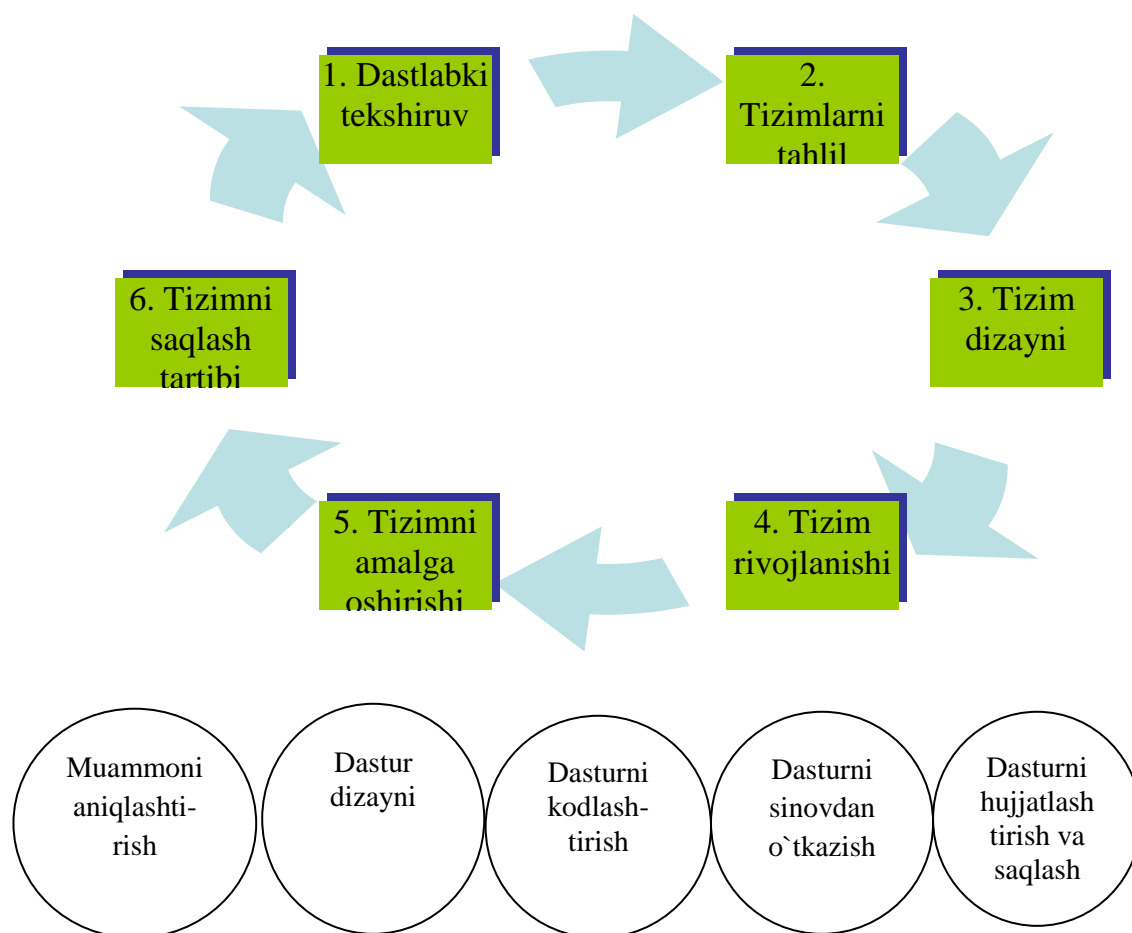 1. Dastlabki
tekshiruv
2.
Tizimlarni
tahlil
3. Tizim
dizayni
4. Tizim
rivojlanishi
5. Tizimni
amalga
oshirishi
6. Tizimni
saqlash
tartibi
Muammoni
aniqlashti-
rish
Dastur
dizayni
Dasturni
kodlash-
tirish
Dasturni
sinovdan
o`tkazish
Dasturni
hujjatlash
tirish va
saqlash